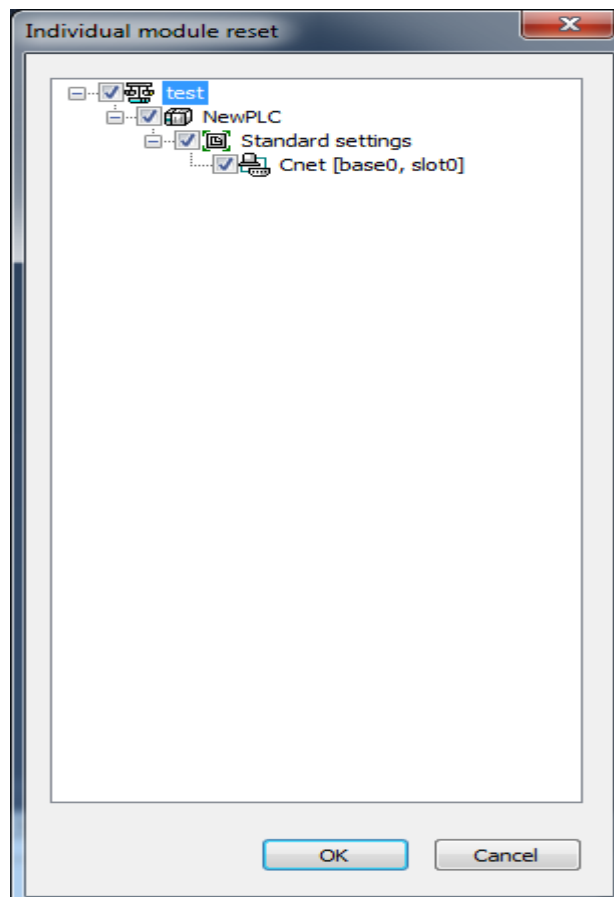 Individual module reset
test
NewPLC
Standard settings
Cnet [base0, slot0]
OK Cancel